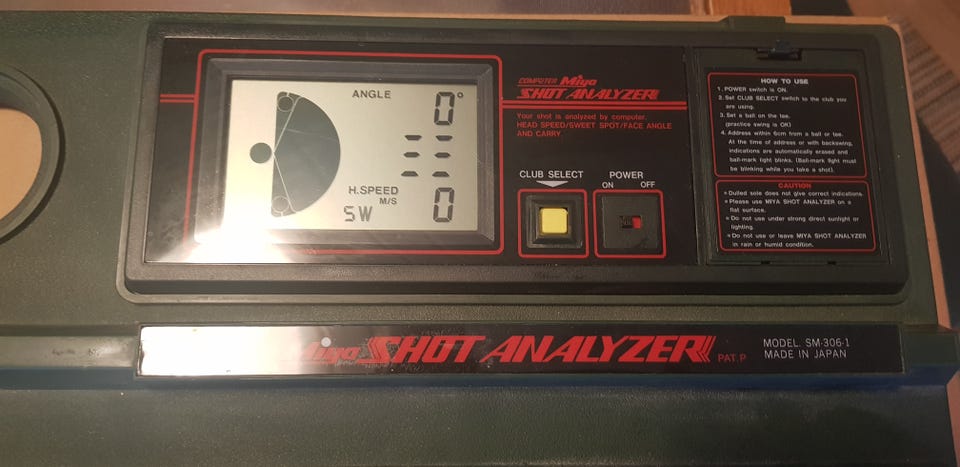 ANGLE
0°
H.SPEED
M/S
SW
0
COMPUTER Miya
SHOT ANALYZER
Your shot is analyzed by computer.
HEAD SPEED/SWEET SPOT/FACE ANGLE
AND CARRY
CLUB SELECT
POWER
ON OFF
HOW TO USE
1. POWER switch is ON.
2. Set CLUB SELECT switch to the club you
are using.
3. Set a ball on the tee.
(practice swing is OK)
4. Address within 6cm from a ball or tee.
At the time of address or with backswing,
indications are automatically erased and
ball-mark light blinks. (Ball-mark light must
be blinking while you take a shot).
CAUTION
• Dulled sole does not give correct indications.
• Please use MIYA SHOT ANALYZER on a
flat surface.
• Do not use under strong direct sunlight or
lighting.
• Do not use or leave MIYA SHOT ANALYZER
in rain or humid condition.
Miya SHOT ANALYZER PAT.P
MODEL. SM-306-1
MADE IN JAPAN